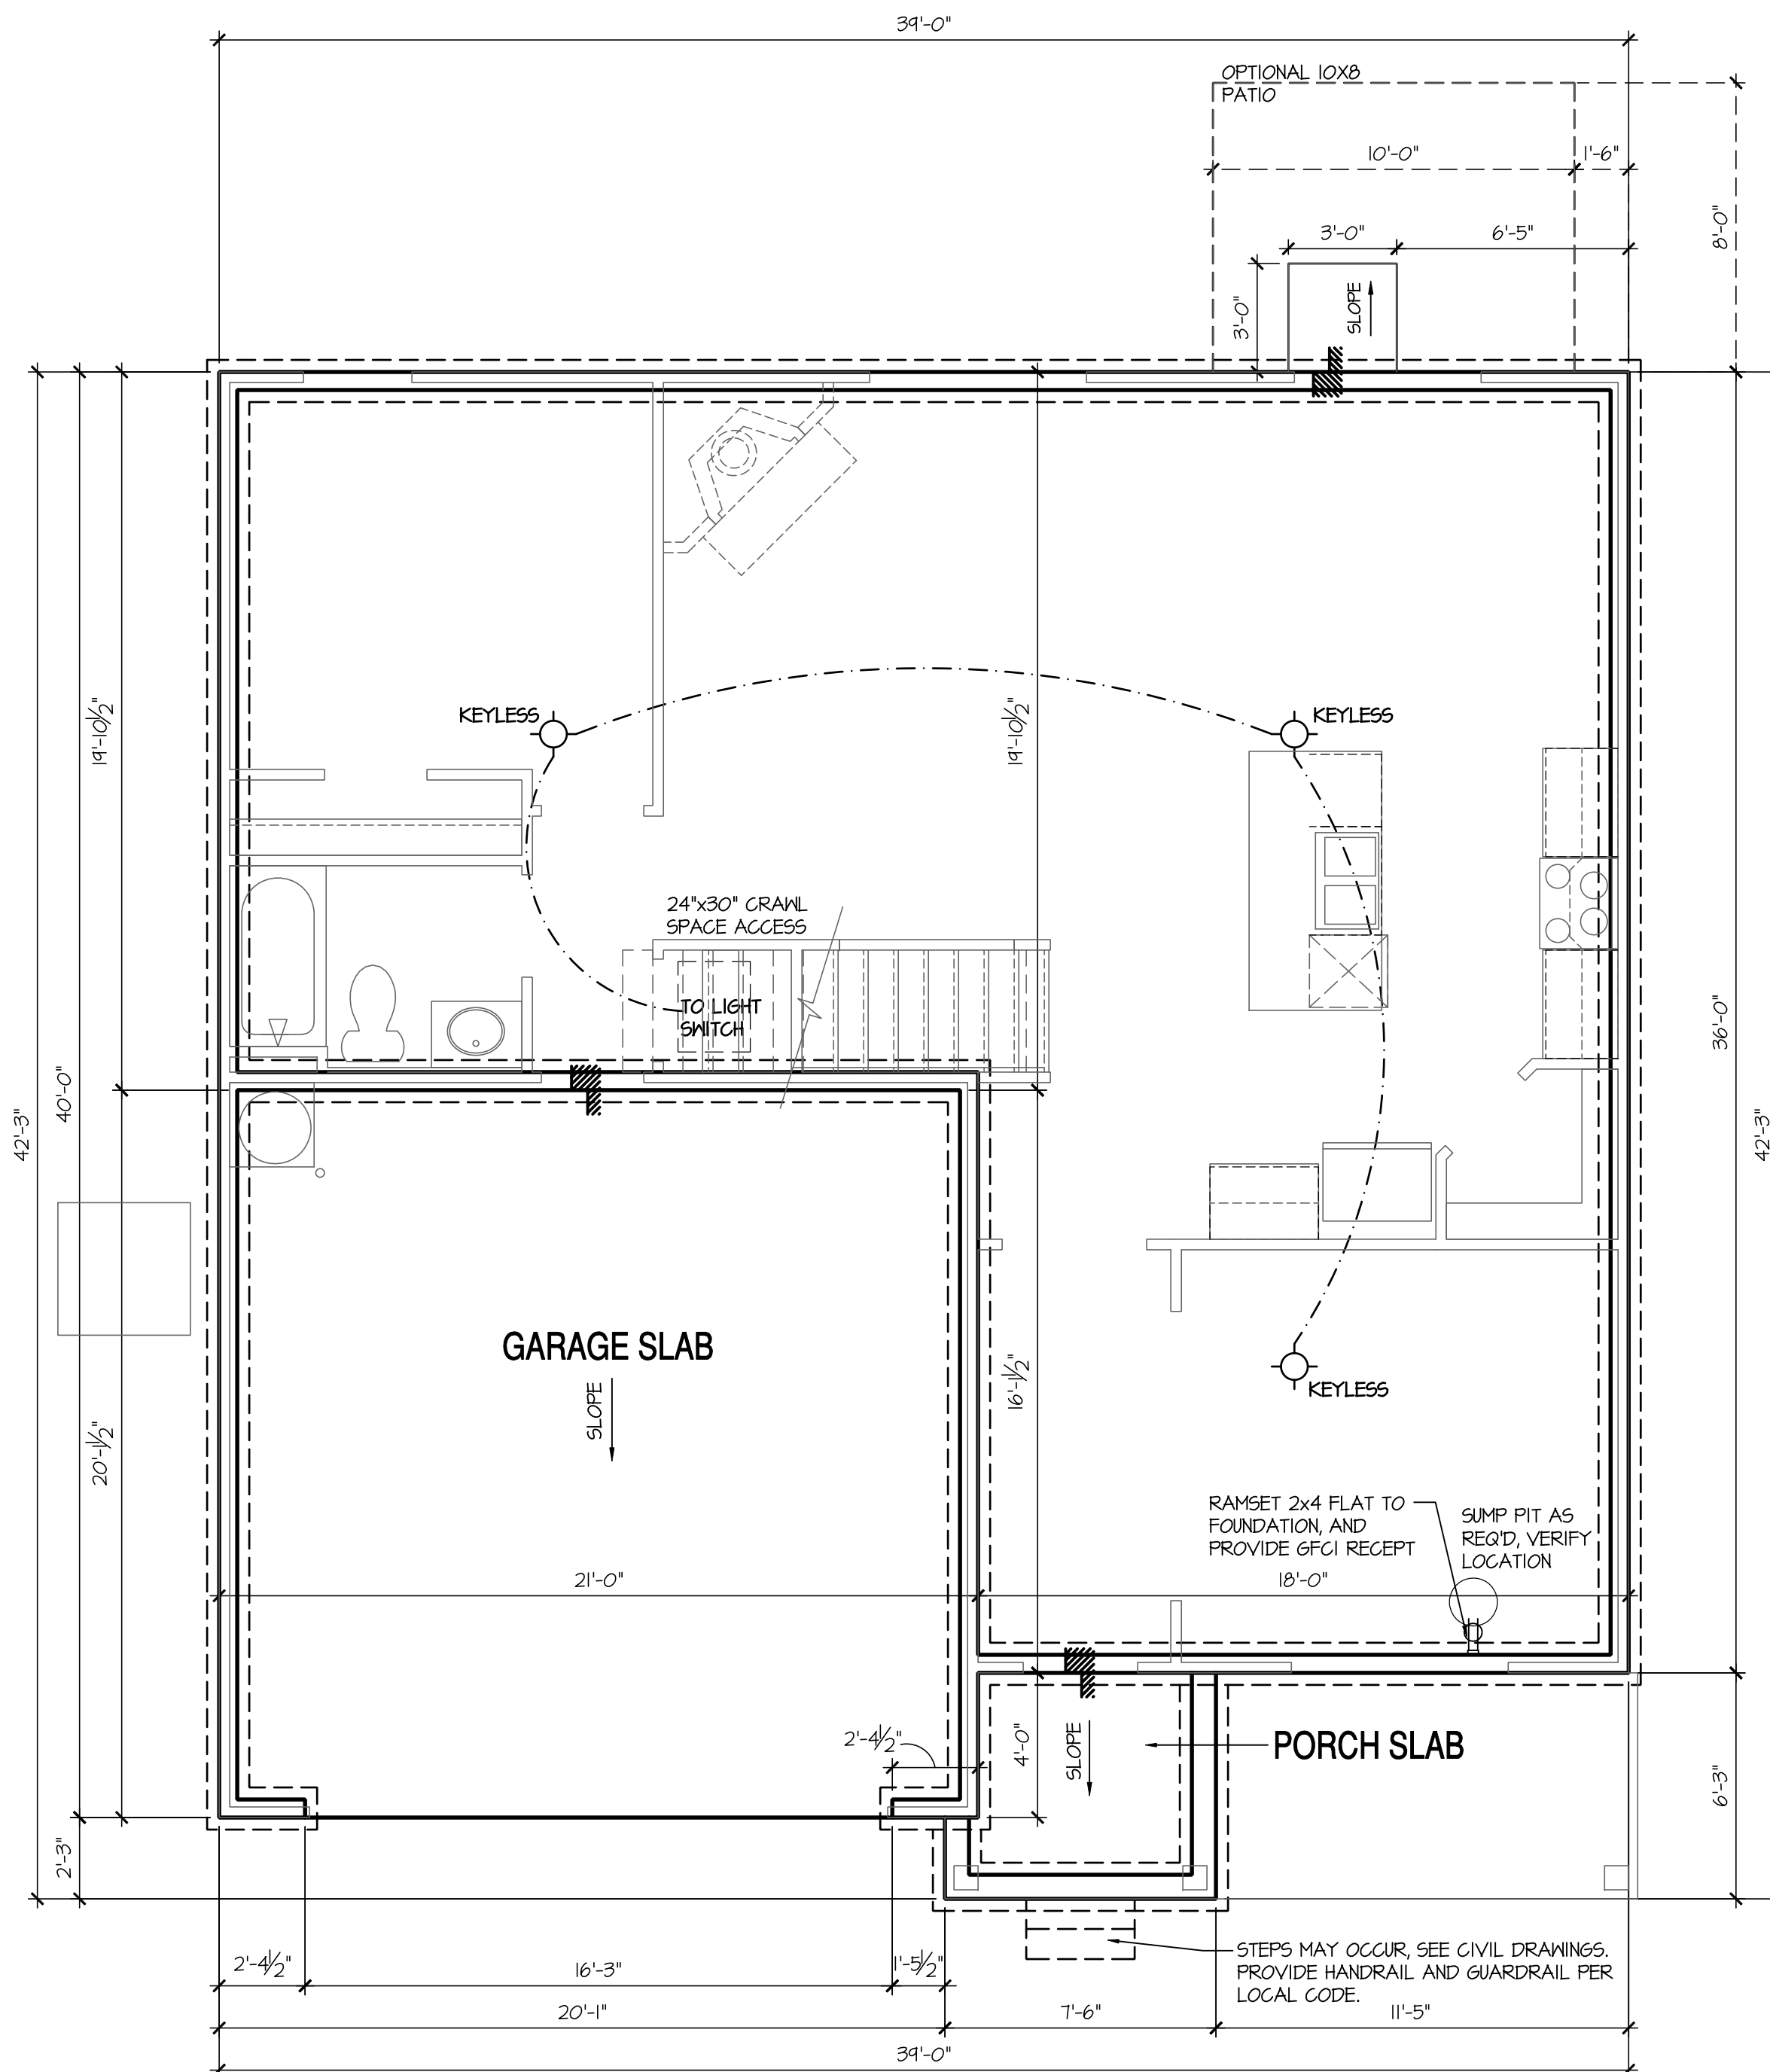 39'-0"
OPTIONAL 10X8
PATIO
10'-0"
1'-6"
8'-0"
3'-0"
6'-5"
3'-0"
SLOPE
19'-10½"
KEYLESS
19'-10½"
KEYLESS
24"x30" CRAWL
SPACE ACCESS
TO LIGHT
SWITCH
36'-0"
40'-0"
42'-3"
42'-3"
GARAGE SLAB
SLOPE
16'-1½"
KEYLESS
20'-1½"
RAMSET 2x4 FLAT TO
FOUNDATION, AND
PROVIDE GFCI RECEPT
SUMP PIT AS
REQ'D, VERIFY
LOCATION
21'-0"
18'-0"
2'-4½"
4'-0"
SLOPE
PORCH SLAB
6'-3"
2'-3"
STEPS MAY OCCUR, SEE CIVIL DRAWINGS.
PROVIDE HANDRAIL AND GUARDRAIL PER
LOCAL CODE.
2'-4½"
16'-3"
1'-5½"
20'-1"
7'-6"
11'-5"
39'-0"